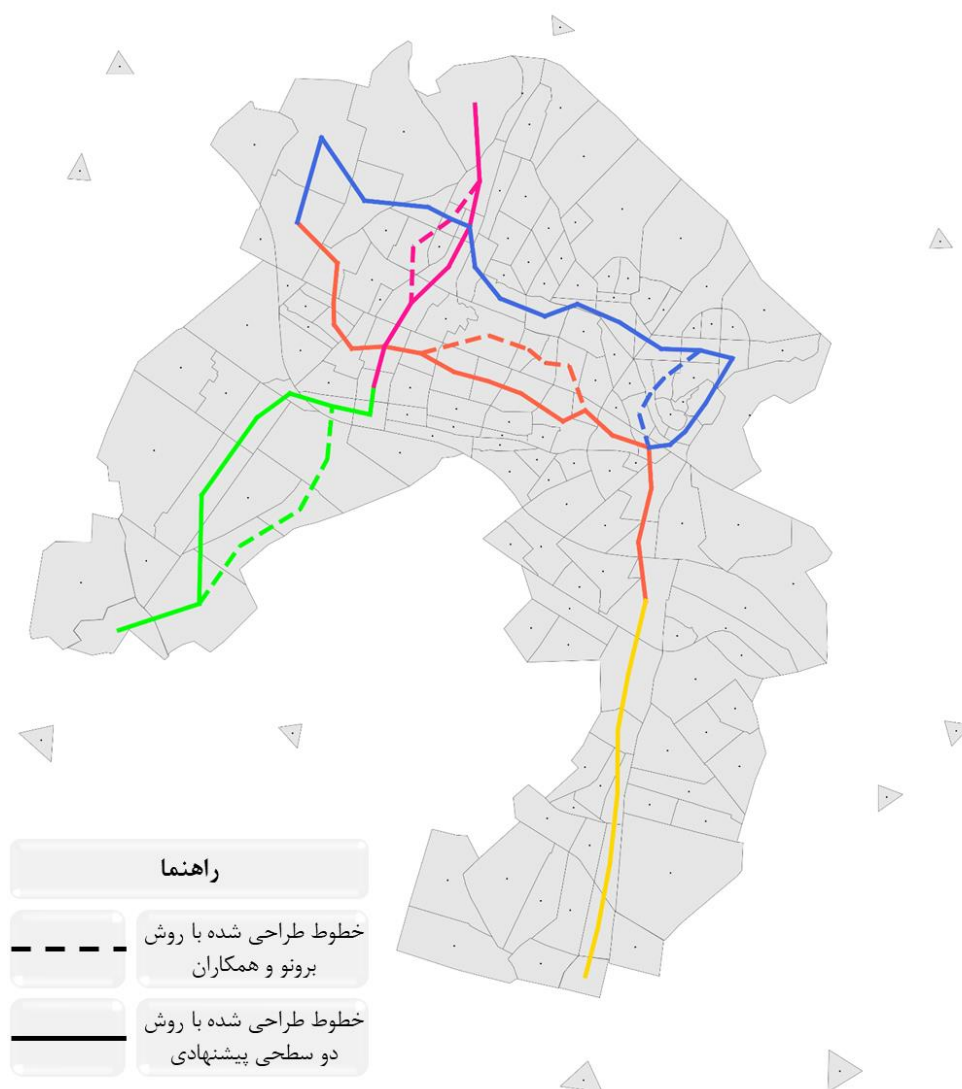 راهنما
خطوط طراحی شده با روش
برونو و همکاران
خطوط طراحی شده با روش
دو سطحی پیشنهادی